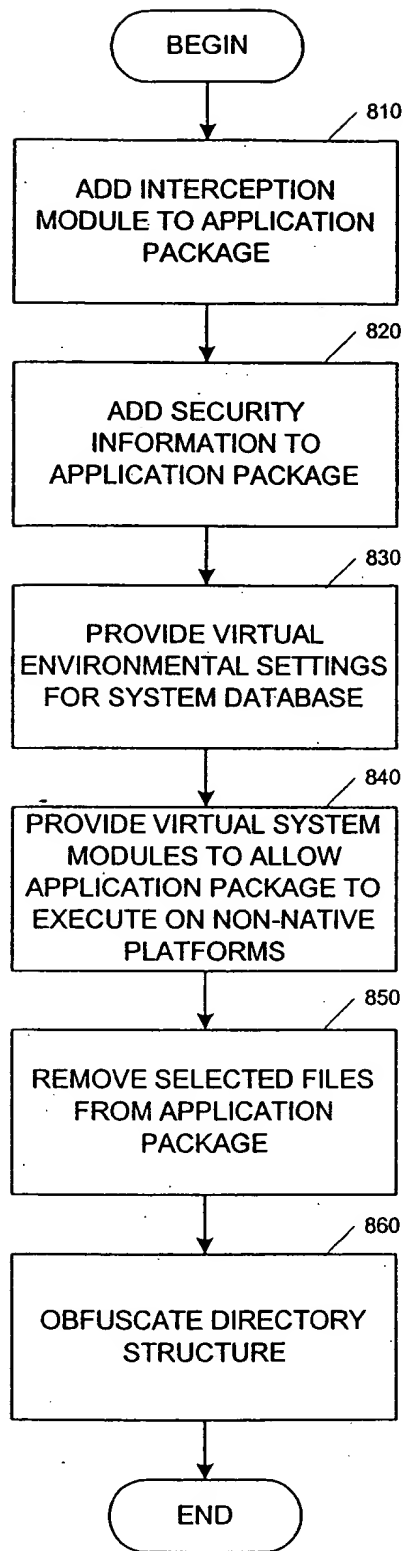 BEGIN
810
ADD INTERCEPTION
MODULE TO APPLICATION
PACKAGE
820
ADD SECURITY
INFORMATION TO
APPLICATION PACKAGE
830
PROVIDE VIRTUAL
ENVIRONMENTAL SETTINGS
FOR SYSTEM DATABASE
840
PROVIDE VIRTUAL SYSTEM
MODULES TO ALLOW
APPLICATION PACKAGE TO
EXECUTE ON NON-NATIVE
PLATFORMS
850
REMOVE SELECTED FILES
FROM APPLICATION
PACKAGE
860
OBFUSCATE DIRECTORY
STRUCTURE
END